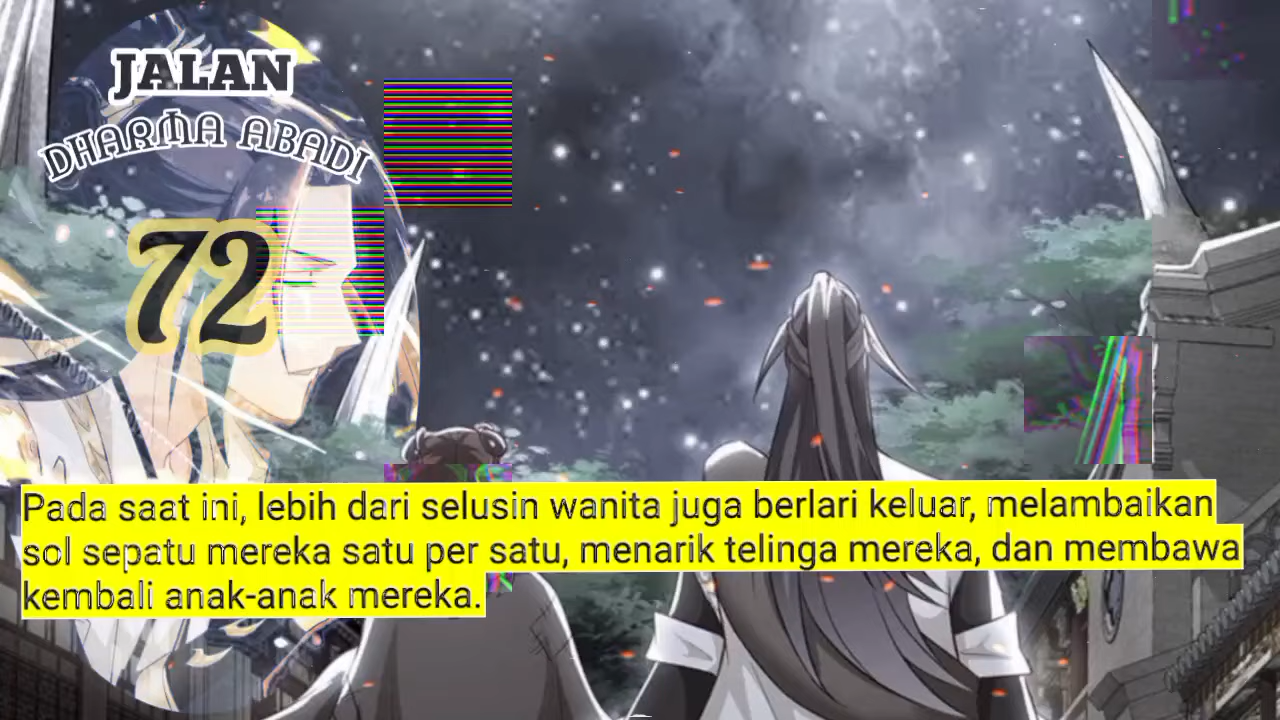 JALAN
DHARMA ABADI
72
Pada saat ini, lebih dari selusin wanita juga berlari keluar, melambaikan
sol sepatu mereka satu per satu, menarik telinga mereka, dan membawa
kembali anak-anak mereka.